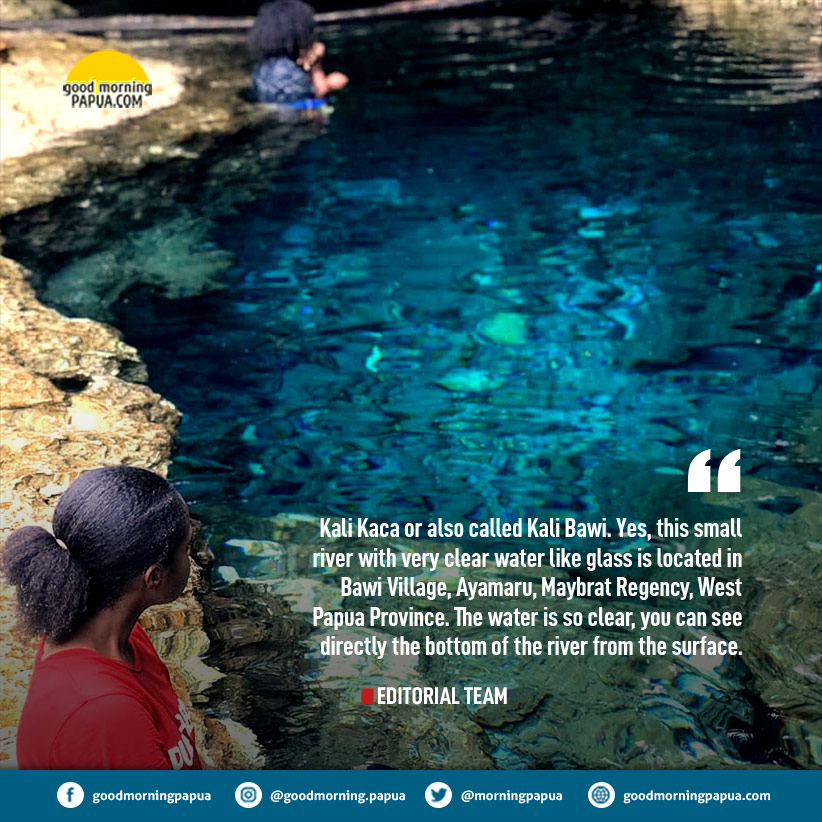 good morning
PAPUA.COM
Kali Kaca or also called Kali Bawi. Yes, this small
river with very clear water like glass is located in
Bawi Village, Ayamaru, Maybrat Regency, West
Papua Province. The water is so clear, you can see
directly the bottom of the river from the surface.
EDITORIAL TEAM
goodmorningpapua
@goodmorning.papua
@morningpapua
goodmorningpapua.com